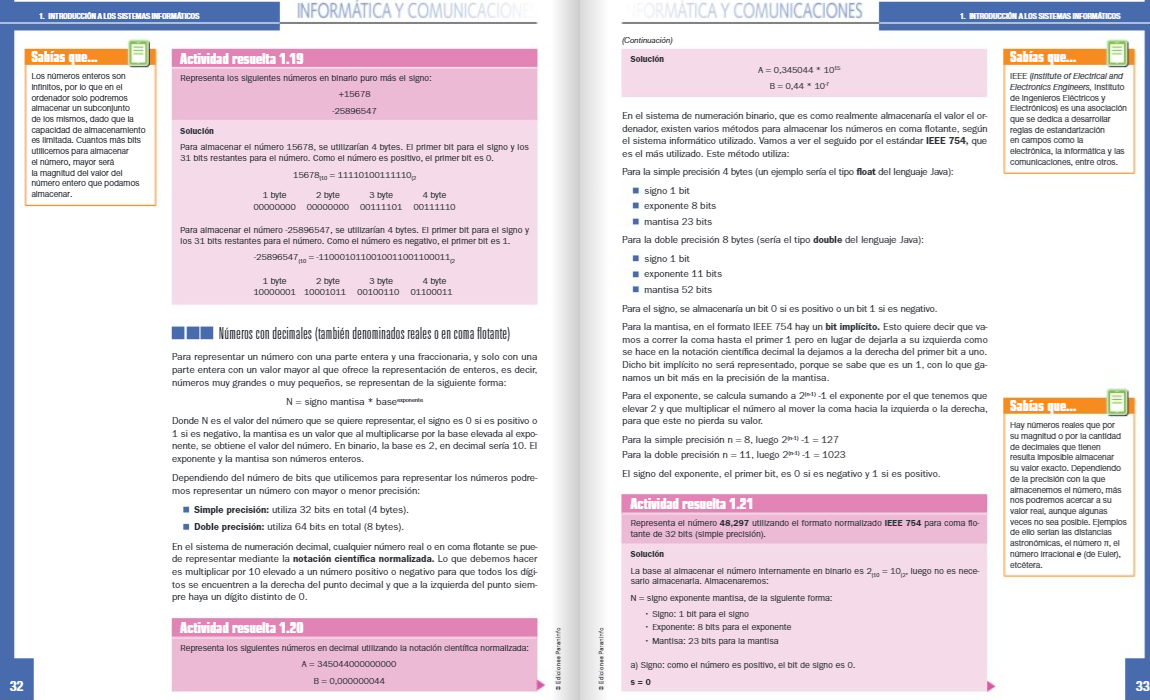 1. INTRODUCCIÓN A LOS SISTEMAS INFORMÁTICOS
INFORMÁTICA Y COMUNICACIONE
Sabías que...
Los números enteros son
infinitos, por lo que en el
ordenador solo podremos
almacenar un subconjunto
de los mismos, dado que la
capacidad de almacenamiento
es limitada. Cuantos más bits
utilicemos para almacenar
el número, mayor será
la magnitud del valor del
número entero que podamos
almacenar.
Actividad resuelta 1.19
Representa los siguientes números en binario puro más el signo:
+15678
-25896547
Solución
Para almacenar el número 15678, se utilizarían 4 bytes. El primer bit para el signo y los
31 bits restantes para el número. Como el número es positivo, el primer bit es 0.
15678(10 = 11110100111110(2
1 byte 2 byte 3 byte 4 byte
00000000 00000000 00111101 00111110
Para almacenar el número -25896547, se utilizarían 4 bytes. El primer bit para el signo y
los 31 bits restantes para el número. Como el número es negativo, el primer bit es 1.
-25896547(10 = -1100010110010011001100011(2
1 byte 2 byte 3 byte 4 byte
10000001 10001011 00100110 01100011
Números con decimales (también denominados reales o en coma flotante)
Para representar un número con una parte entera y una fraccionaria, y solo con una
parte entera con un valor mayor al que ofrece la representación de enteros, es decir,
números muy grandes o muy pequeños, se representan de la siguiente forma:
N = signo mantisa * base^exponente
Donde N es el valor del número que se quiere representar, el signo es 0 si es positivo o
1 si es negativo, la mantisa es un valor que al multiplicarse por la base elevada al expo-
nente, se obtiene el valor del número. En binario, la base es 2, en decimal sería 10. El
exponente y la mantisa son números enteros.
Dependiendo del número de bits que utilicemos para representar los números podre-
mos representar un número con mayor o menor precisión:
Simple precisión: utiliza 32 bits en total (4 bytes).
Doble precisión: utiliza 64 bits en total (8 bytes).
En el sistema de numeración decimal, cualquier número real o en coma flotante se pue-
de representar mediante la notación científica normalizada. Lo que debemos hacer
es multiplicar por 10 elevado a un número positivo o negativo para que todos los dígi-
tos se encuentren a la derecha del punto decimal y que a la izquierda del punto siem-
pre haya un dígito distinto de 0.
Actividad resuelta 1.20
Representa los siguientes números en decimal utilizando la notación científica normalizada:
A = 345044000000000
B = 0,000000044
© Ediciones Paraninfo
32
INFORMÁTICA Y COMUNICACIONES
1. INTRODUCCIÓN A LOS SISTEMAS INFORMÁTICOS
(Continuación)
Solución
A = 0,345044 * 10^15
B = 0,44 * 10^-7
En el sistema de numeración binario, que es como realmente almacenaría el valor el or-
denador, existen varios métodos para almacenar los números en coma flotante, según
el sistema informático utilizado. Vamos a ver el seguido por el estándar IEEE 754, que
es el más utilizado. Este método utiliza:
Para la simple precisión 4 bytes (un ejemplo sería el tipo float del lenguaje Java):
signo 1 bit
exponente 8 bits
mantisa 23 bits
Para la doble precisión 8 bytes (sería el tipo double del lenguaje Java):
signo 1 bit
exponente 11 bits
mantisa 52 bits
Para el signo, se almacenaría un bit 0 si es positivo o un bit 1 si es negativo.
Para la mantisa, en el formato IEEE 754 hay un bit implícito. Esto quiere decir que va-
mos a correr la coma hasta el primer 1 pero en lugar de dejarla a su izquierda como
se hace en la notación científica decimal la dejamos a la derecha del primer bit a uno.
Dicho bit implícito no será representado, porque se sabe que es un 1, con lo que ga-
namos un bit más en la precisión de la mantisa.
Para el exponente, se calcula sumando a 2^(n-1) -1 el exponente por el que tenemos que
elevar 2 y que multiplicar el número al mover la coma hacia la izquierda o la derecha,
para que este no pierda su valor.
Para la simple precisión n = 8, luego 2^(n-1) -1 = 127
Para la doble precisión n = 11, luego 2^(n-1) -1 = 1023
El signo del exponente, el primer bit, es 0 si es negativo y 1 si es positivo.
Actividad resuelta 1.21
Representa el número 48,297 utilizando el formato normalizado IEEE 754 para coma flo-
tante de 32 bits (simple precisión).
Solución
La base al almacenar el número internamente en binario es 2(10 = 10(2, luego no es nece-
sario almacenarla. Almacenaremos:
N = signo exponente mantisa, de la siguiente forma:
· Signo: 1 bit para el signo
· Exponente: 8 bits para el exponente
· Mantisa: 23 bits para la mantisa
a) Signo: como el número es positivo, el bit de signo es 0.
s = 0
© Ediciones Paraninfo
Sabías que...
IEEE (Institute of Electrical and
Electronics Engineers, Instituto
de Ingenieros Eléctricos y
Electrónicos) es una asociación
que se dedica a desarrollar
reglas de estandarización
en campos como la
electrónica, la informática y las
comunicaciones, entre otros.
Sabías que...
Hay números reales que por
su magnitud o por la cantidad
de decimales que tienen
resulta imposible almacenar
su valor exacto. Dependiendo
de la precisión con la que
almacenemos el número, más
nos podremos acercar a su
valor real, aunque algunas
veces no sea posible. Ejemplos
de ello serían las distancias
astronómicas, el número π, el
número irracional e (de Euler),
etcétera.
33